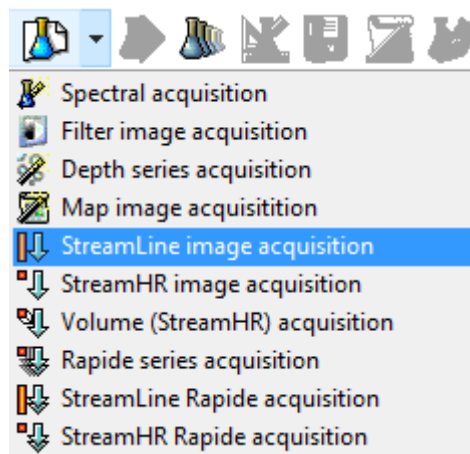 Spectral acquisition
Filter image acquisition
Depth series acquisition
Map image acquisitition
StreamLine image acquisition
StreamHR image acquisition
Volume (StreamHR) acquisition
Rapide series acquisition
StreamLine Rapide acquisition
StreamHR Rapide acquisition